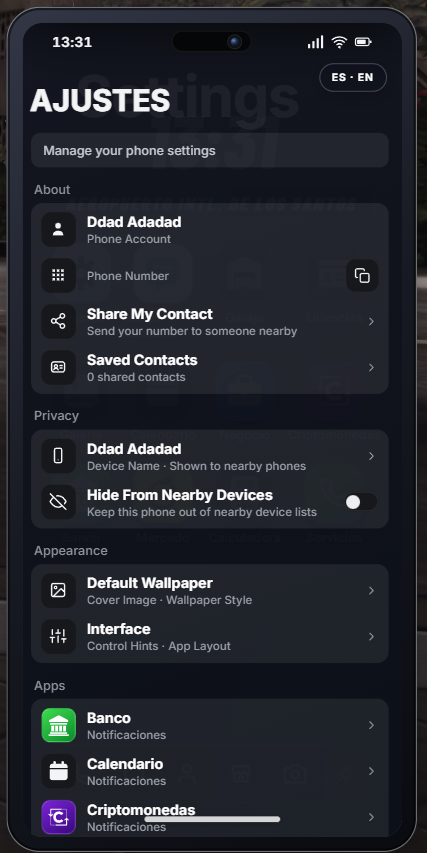 13:31
ES · EN
Settings
AJUSTES
13:31
Manage your phone settings
About
Ddad Adadad
Phone Account
Phone Number
Share My Contact
Send your number to someone nearby
Saved Contacts
0 shared contacts
Privacy
Ddad Adadad
Device Name · Shown to nearby phones
Hide From Nearby Devices
Keep this phone out of nearby device lists
Appearance
Default Wallpaper
Cover Image · Wallpaper Style
Interface
Control Hints · App Layout
Apps
Banco
Notificaciones
Calendario
Notificaciones
Criptomonedas
Notificaciones